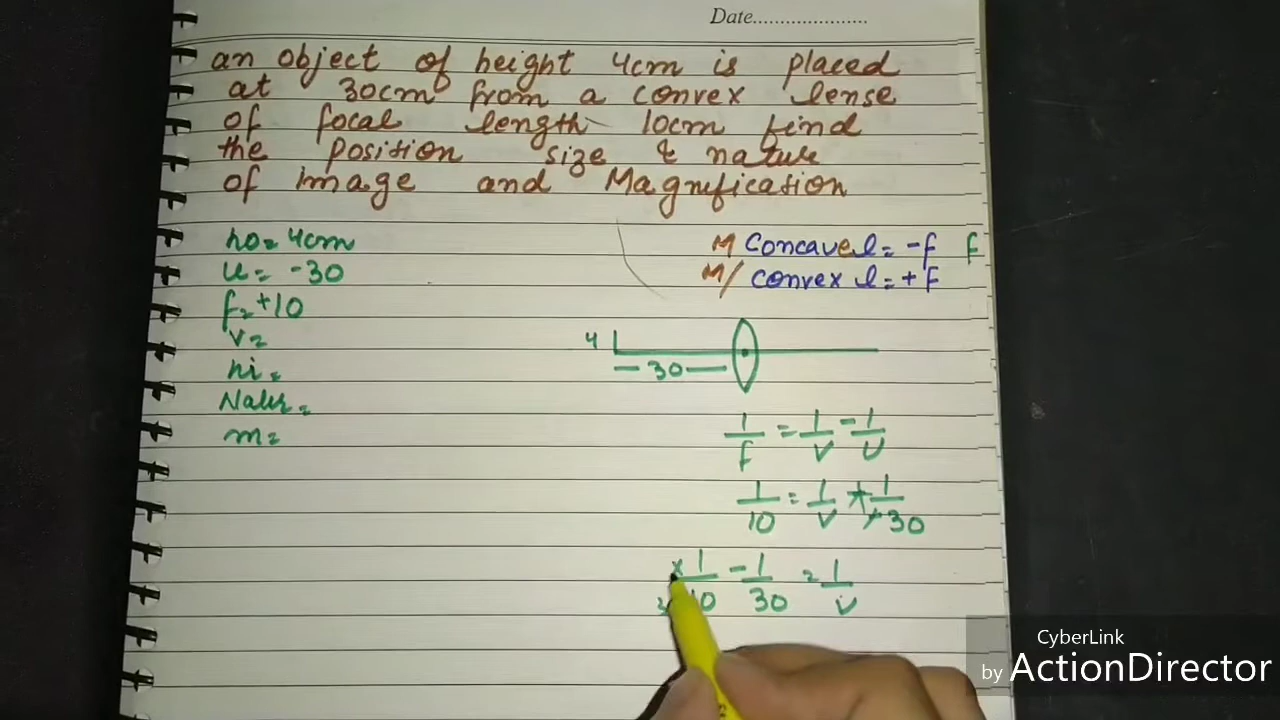 Date.....................
an object of height 4cm is placed
at 30cm from a convex lense
of focal length 10cm find
the position size & nature
of image and Magnification
ho= 4cm
u= -30
f= +10
v=
hi=
m=
M Concave l= -f f
M/ Convex l= + f
4
30
1/f = 1/v - 1/u
1/10 = 1/v + 1/30
× 1/10 - 1/30 = 1/v
3
CyberLink
by ActionDirector